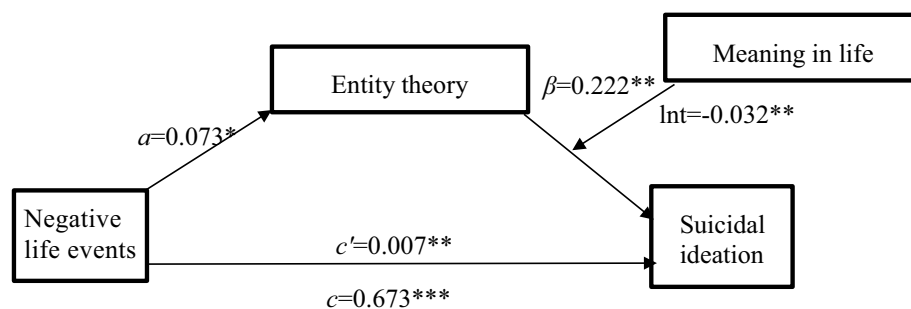 Meaning in life
Entity theory
β=0.222**
lnt=-0.032**
a=0.073*
Negative
life events
Suicidal
ideation
c'=0.007**
c=0.673***